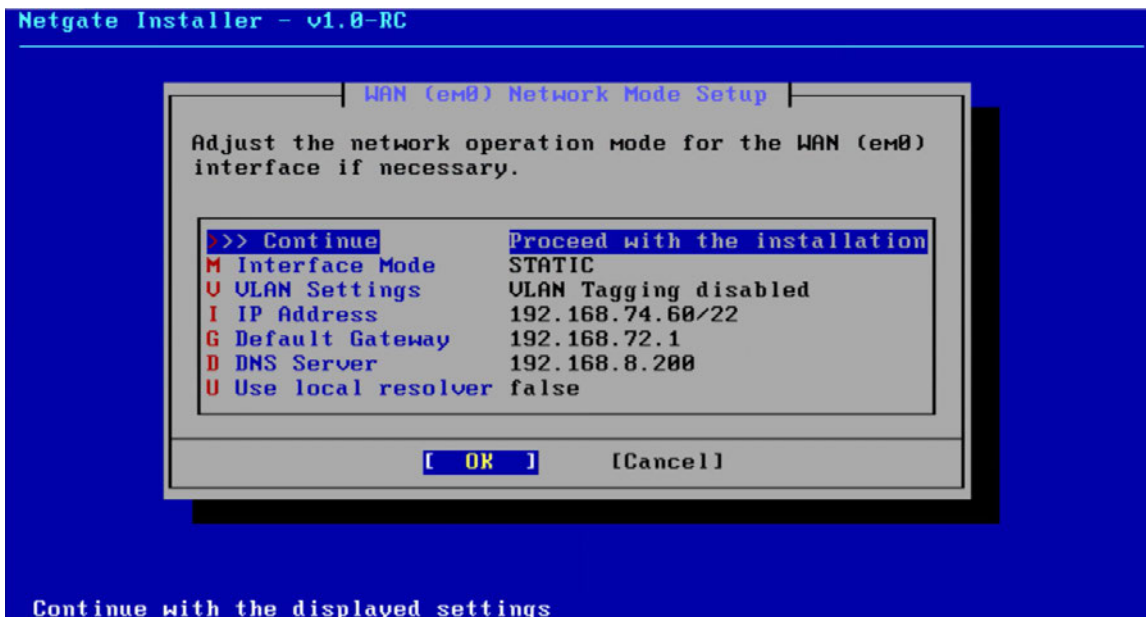 Netgate Installer - v1.0-RC
WAN (em0) Network Mode Setup
Adjust the network operation mode for the WAN (em0)
interface if necessary.
>>> Continue Proceed with the installation
M Interface Mode STATIC
V VLAN Settings VLAN Tagging disabled
I IP Address 192.168.74.60/22
G Default Gateway 192.168.72.1
D DNS Server 192.168.8.200
U Use local resolver false
[ OK ] [Cancel]
Continue with the displayed settings